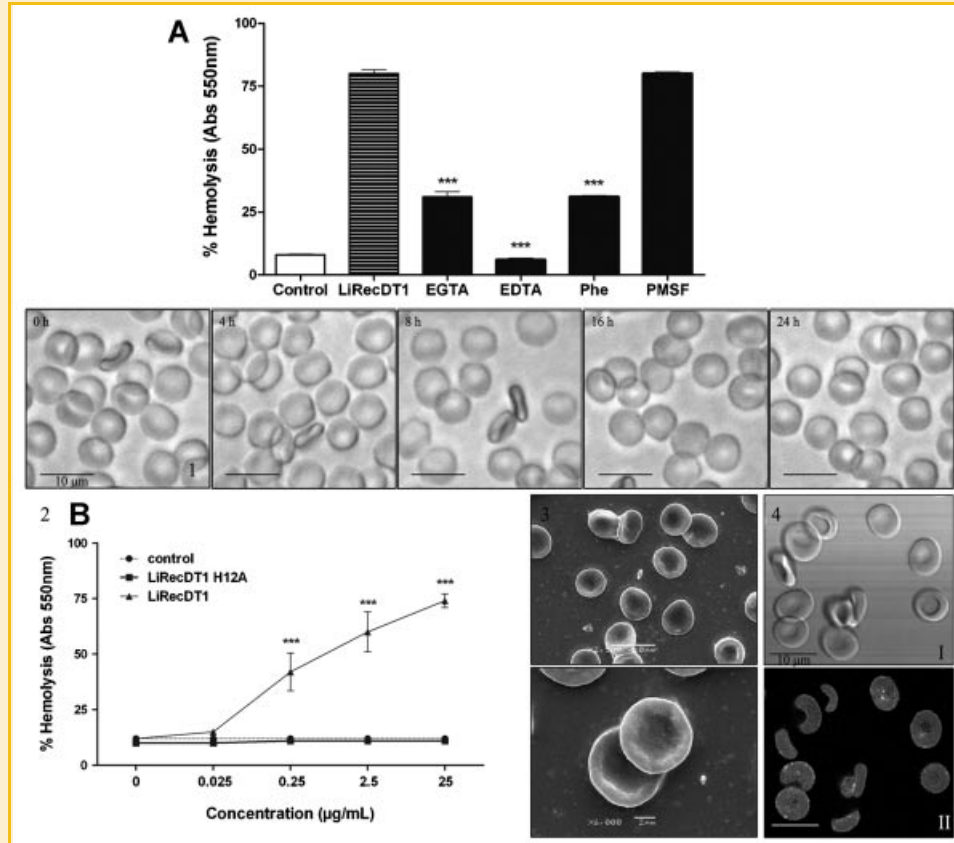 A
100
75
50
25
0
% Hemolysis (Abs 550nm)
***
***
***
Control LiRecDT1 EGTA EDTA Phe PMSF
0 h
4 h
8 h
16 h
24 h
10 µm
I
2 B
100
75
50
25
0
% Hemolysis (Abs 550nm)
control
LiRecDT1 H12A
LiRecDT1
***
***
***
0 0.025 0.25 2.5 25
Concentration (µg/mL)
3
4
10 µm
I
II